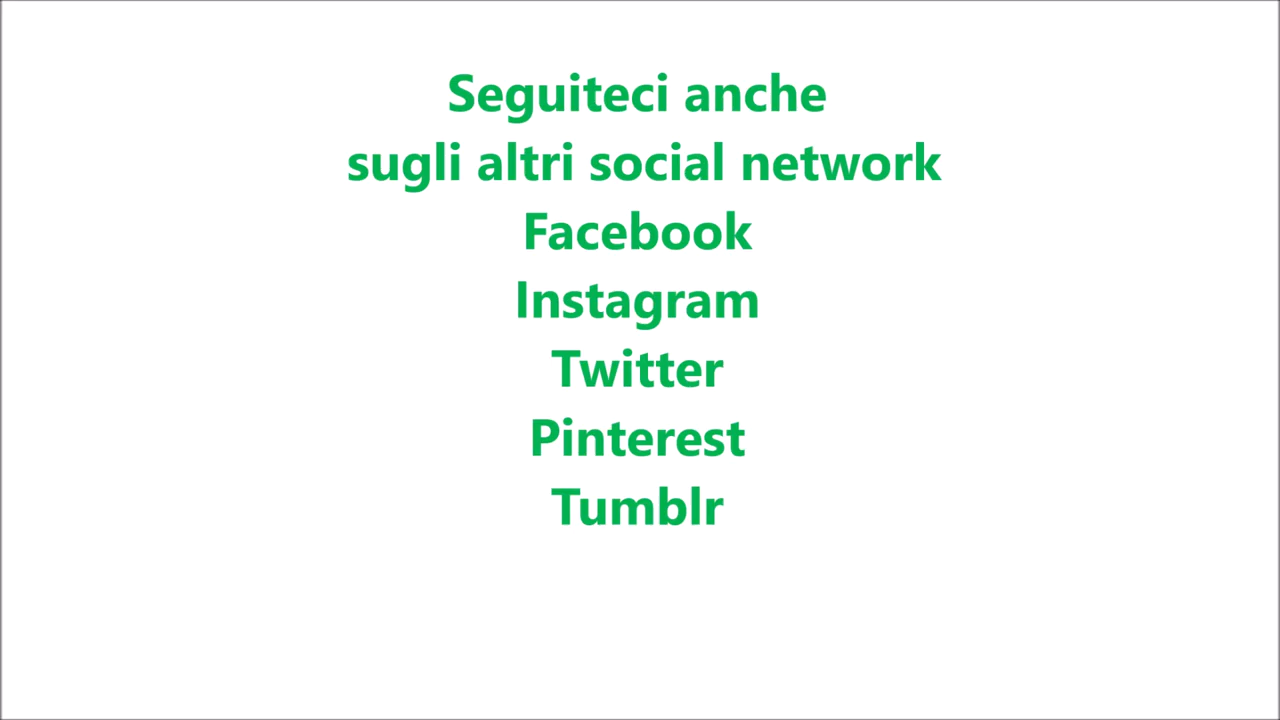 Seguiteci anche
sugli altri social network
Facebook
Instagram
Twitter
Pinterest
Tumblr